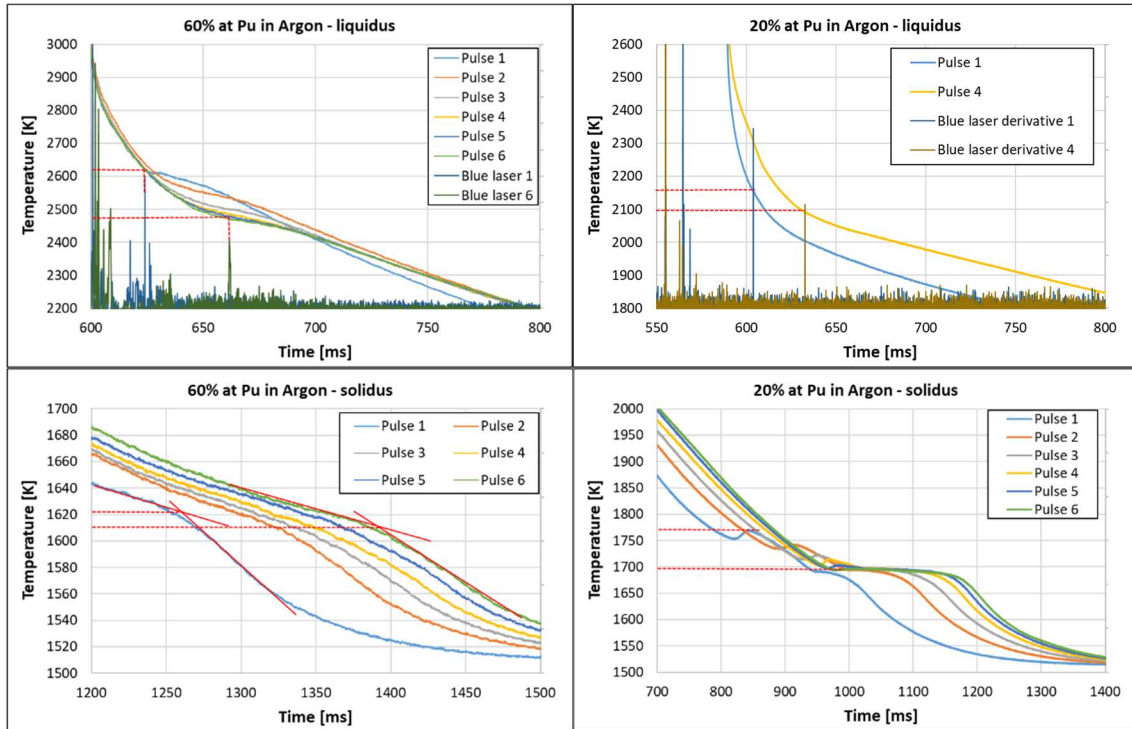 60% at Pu in Argon - liquidus
Temperature [K]
3000
2900
2800
2700
2600
2500
2400
2300
2200
600
650
700
750
800
Time [ms]
Pulse 1
Pulse 2
Pulse 3
Pulse 4
Pulse 5
Pulse 6
Blue laser 1
Blue laser 6
20% at Pu in Argon - liquidus
Temperature [K]
2600
2500
2400
2300
2200
2100
2000
1900
1800
550
600
650
700
750
800
Time [ms]
Pulse 1
Pulse 4
Blue laser derivative 1
Blue laser derivative 4
60% at Pu in Argon - solidus
Temperature [K]
1700
1680
1660
1640
1620
1600
1580
1560
1540
1520
1500
1200
1250
1300
1350
1400
1450
1500
Time [ms]
Pulse 1 Pulse 2
Pulse 3 Pulse 4
Pulse 5 Pulse 6
20% at Pu in Argon - solidus
Temperature [K]
2000
1950
1900
1850
1800
1750
1700
1650
1600
1550
1500
700
800
900
1000
1100
1200
1300
1400
Time [ms]
Pulse 1
Pulse 2
Pulse 3
Pulse 4
Pulse 5
Pulse 6